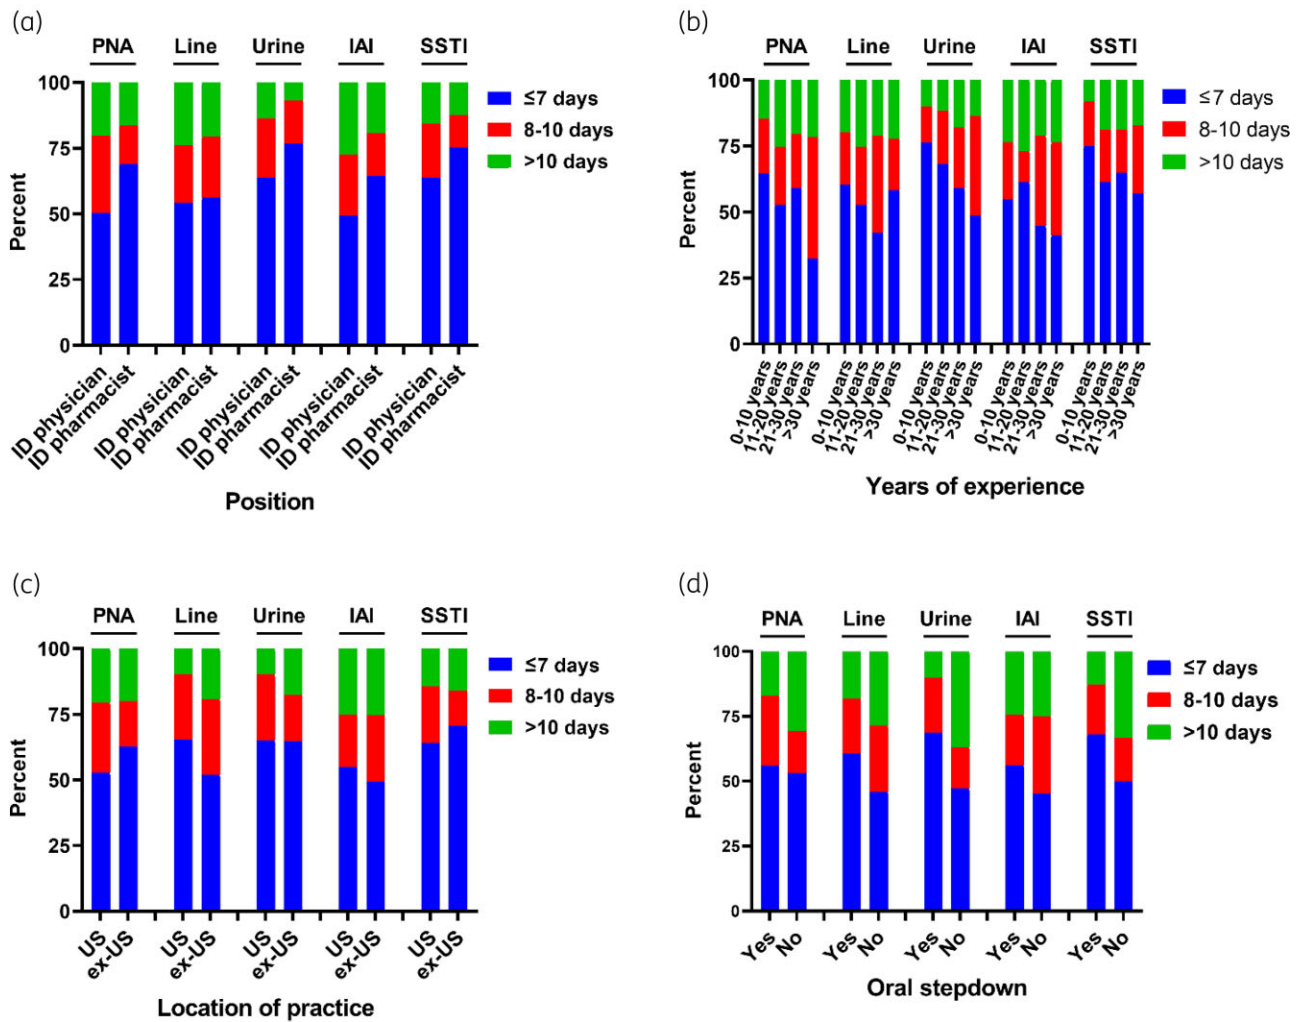 (a)
PNA Line Urine IAI SSTI
100
75
50
25
0
Percent
≤7 days
8-10 days
>10 days
ID physician
ID pharmacist
ID physician
ID pharmacist
ID physician
ID pharmacist
ID physician
ID pharmacist
ID physician
ID pharmacist
Position
(b)
PNA Line Urine IAI SSTI
100
75
50
25
0
Percent
≤7 days
8-10 days
>10 days
0-10 years
11-20 years
21-30 years
>30 years
0-10 years
11-20 years
21-30 years
>30 years
0-10 years
11-20 years
21-30 years
>30 years
0-10 years
11-20 years
21-30 years
>30 years
0-10 years
11-20 years
21-30 years
>30 years
Years of experience
(c)
PNA Line Urine IAI SSTI
100
75
50
25
0
Percent
≤7 days
8-10 days
>10 days
US
ex-US
US
ex-US
US
ex-US
US
ex-US
US
ex-US
Location of practice
(d)
PNA Line Urine IAI SSTI
100
75
50
25
0
Percent
≤7 days
8-10 days
>10 days
Yes
No
Yes
No
Yes
No
Yes
No
Yes
No
Oral stepdown